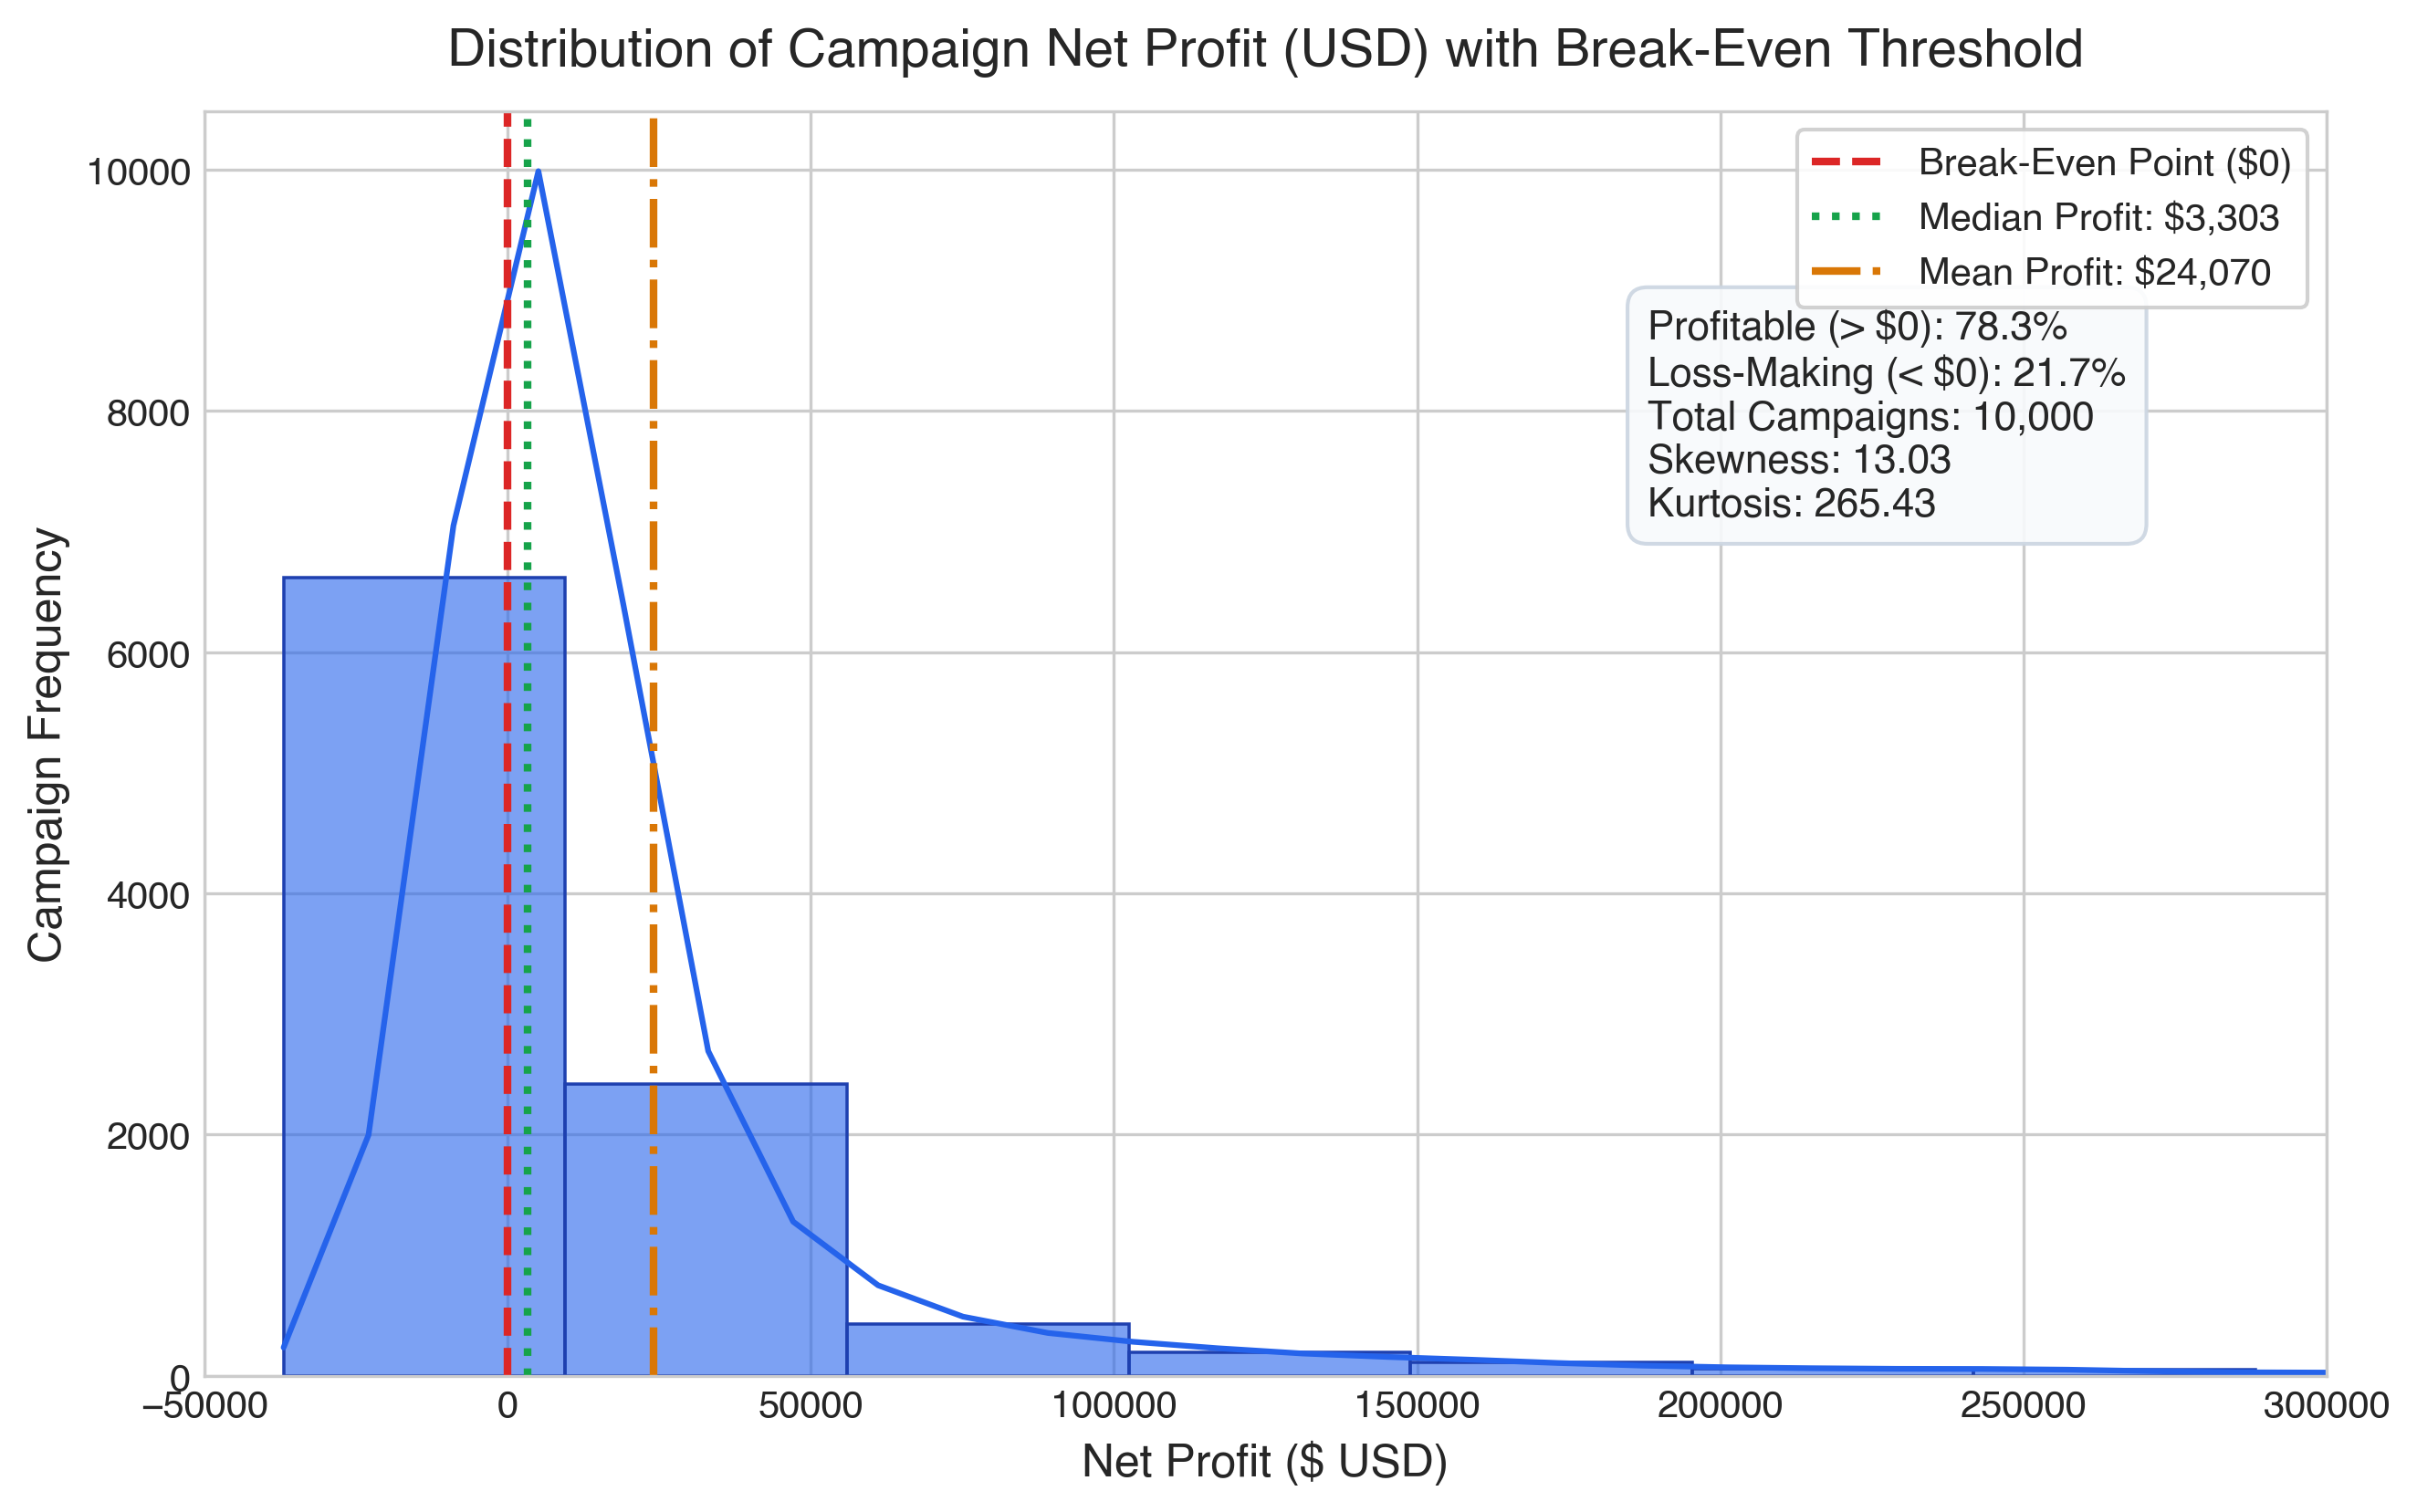 Distribution of Campaign Net Profit (USD) with Break-Even Threshold
Break-Even Point ($0)
Median Profit: $3,303
Mean Profit: $24,070
Profitable (> $0): 78.3%
Loss-Making (< $0): 21.7%
Total Campaigns: 10,000
Skewness: 13.03
Kurtosis: 265.43
Campaign Frequency
10000
8000
6000
4000
2000
0
−50000 0 50000 100000 150000 200000 250000 300000
Net Profit ($ USD)